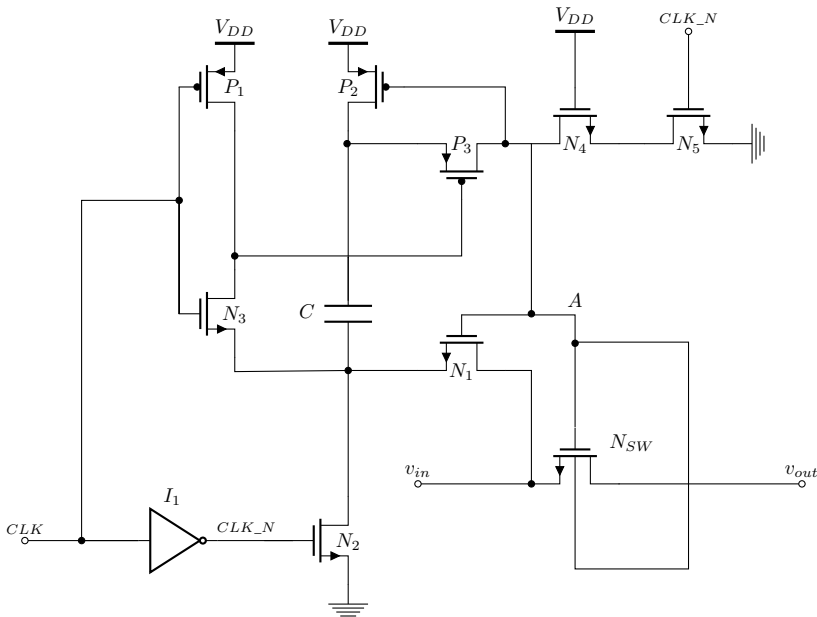 V_DD V_DD V_DD CLK_N
P_1 P_2
P_3 N_4 N_5
A
C
N_3
N_1
N_SW
v_in v_out
I_1
CLK CLK_N
N_2